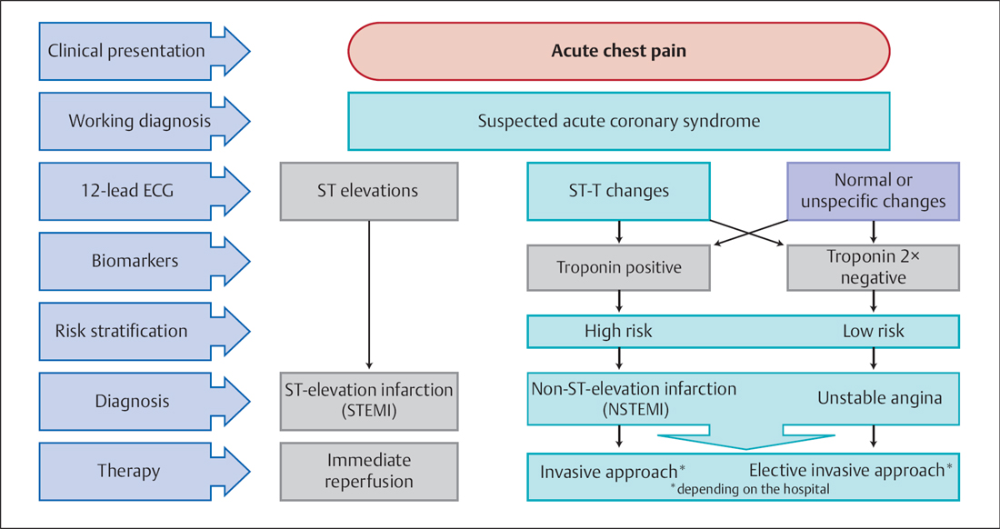 Clinical presentation
Acute chest pain
Working diagnosis
Suspected acute coronary syndrome
12-lead ECG
ST elevations
ST-T changes
Normal or
unspecific changes
Biomarkers
Troponin positive
Troponin 2×
negative
Risk stratification
High risk
Low risk
Diagnosis
ST-elevation infarction
(STEMI)
Non-ST-elevation infarction
(NSTEMI)
Unstable angina
Therapy
Immediate
reperfusion
Invasive approach*
Elective invasive approach*
*depending on the hospital